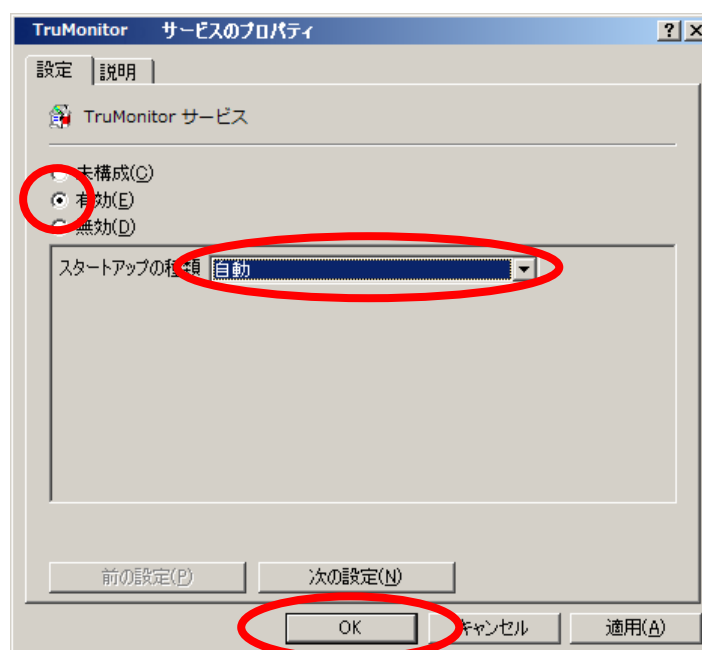 TruMonitor サービスのプロパティ
設定 説明
TruMonitor サービス
未構成(C)
有効(E)
無効(D)
スタートアップの種類 自動
前の設定(P) 次の設定(N)
OK キャンセル 適用(A)